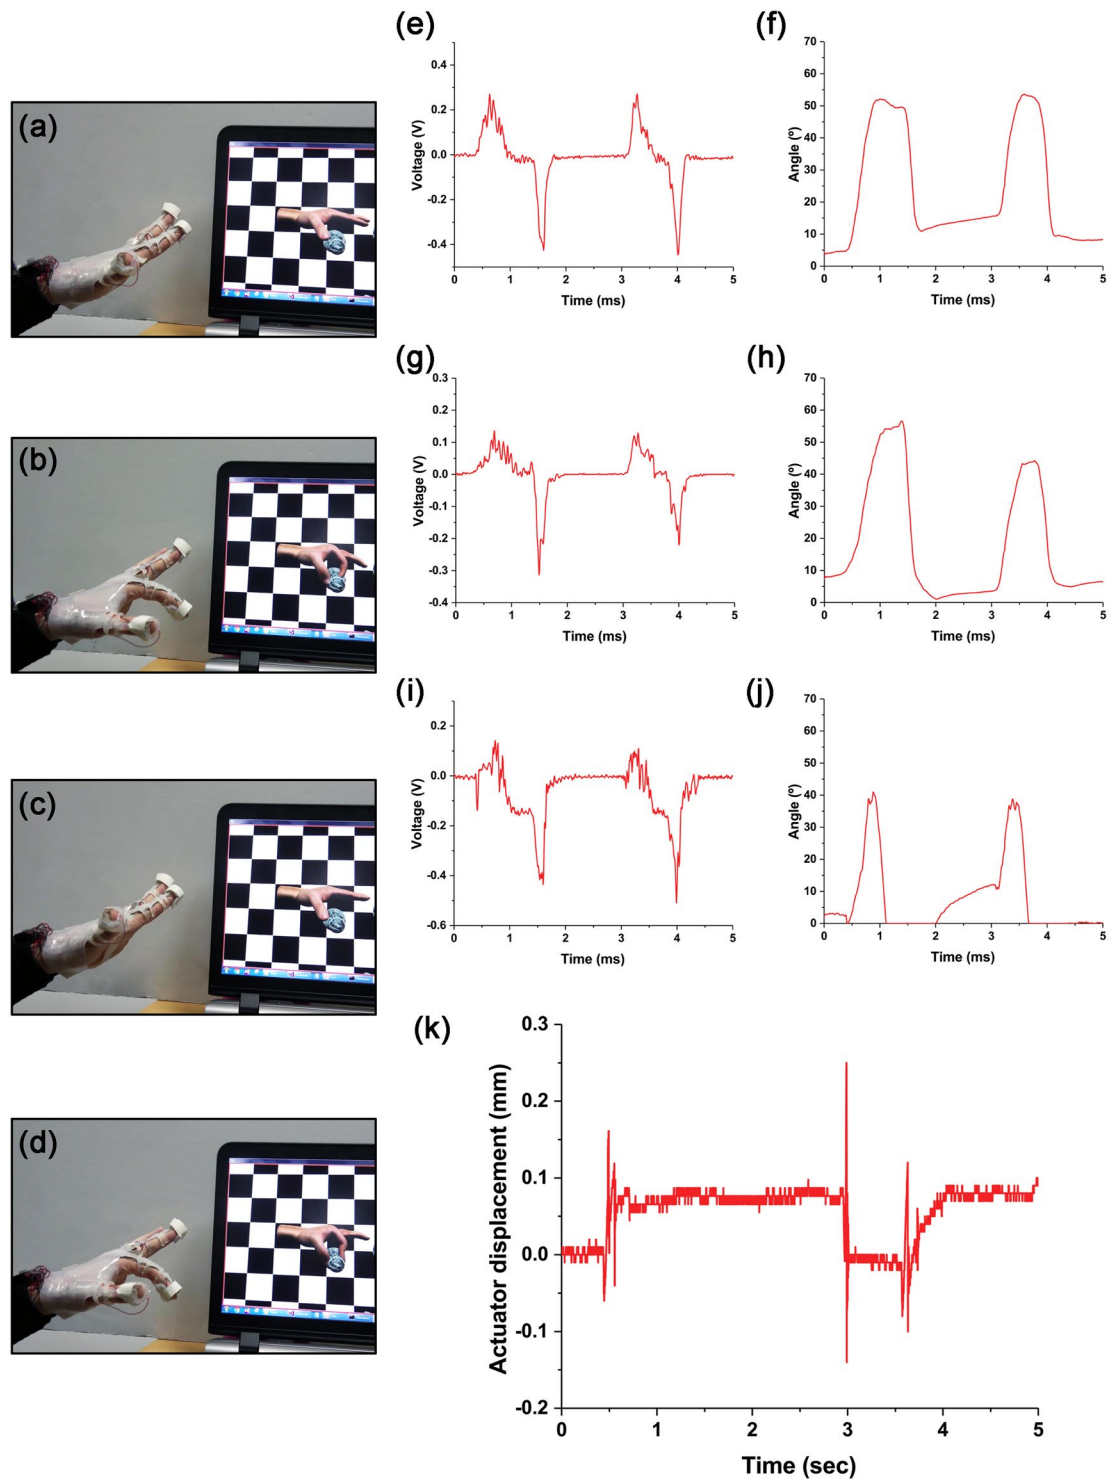 (a)
(b)
(c)
(d)
(e)
0.4
0.2
0.0
-0.2
-0.4
Voltage (V)
0 1 2 3 4 5
Time (ms)
(f)
70
60
50
40
30
20
10
0
Angle (º)
0 1 2 3 4 5
Time (ms)
(g)
0.3
0.2
0.1
0.0
-0.1
-0.2
-0.3
-0.4
Voltage (V)
0 1 2 3 4 5
Time (ms)
(h)
70
60
50
40
30
20
10
0
Angle (º)
0 1 2 3 4 5
Time (ms)
(i)
0.2
0.0
-0.2
-0.4
-0.6
Voltage (V)
0 1 2 3 4 5
Time (ms)
(j)
70
60
50
40
30
20
10
0
Angle (º)
0 1 2 3 4 5
Time (ms)
(k)
0.3
0.2
0.1
0.0
-0.1
-0.2
Actuator displacement (mm)
0 1 2 3 4 5
Time (sec)